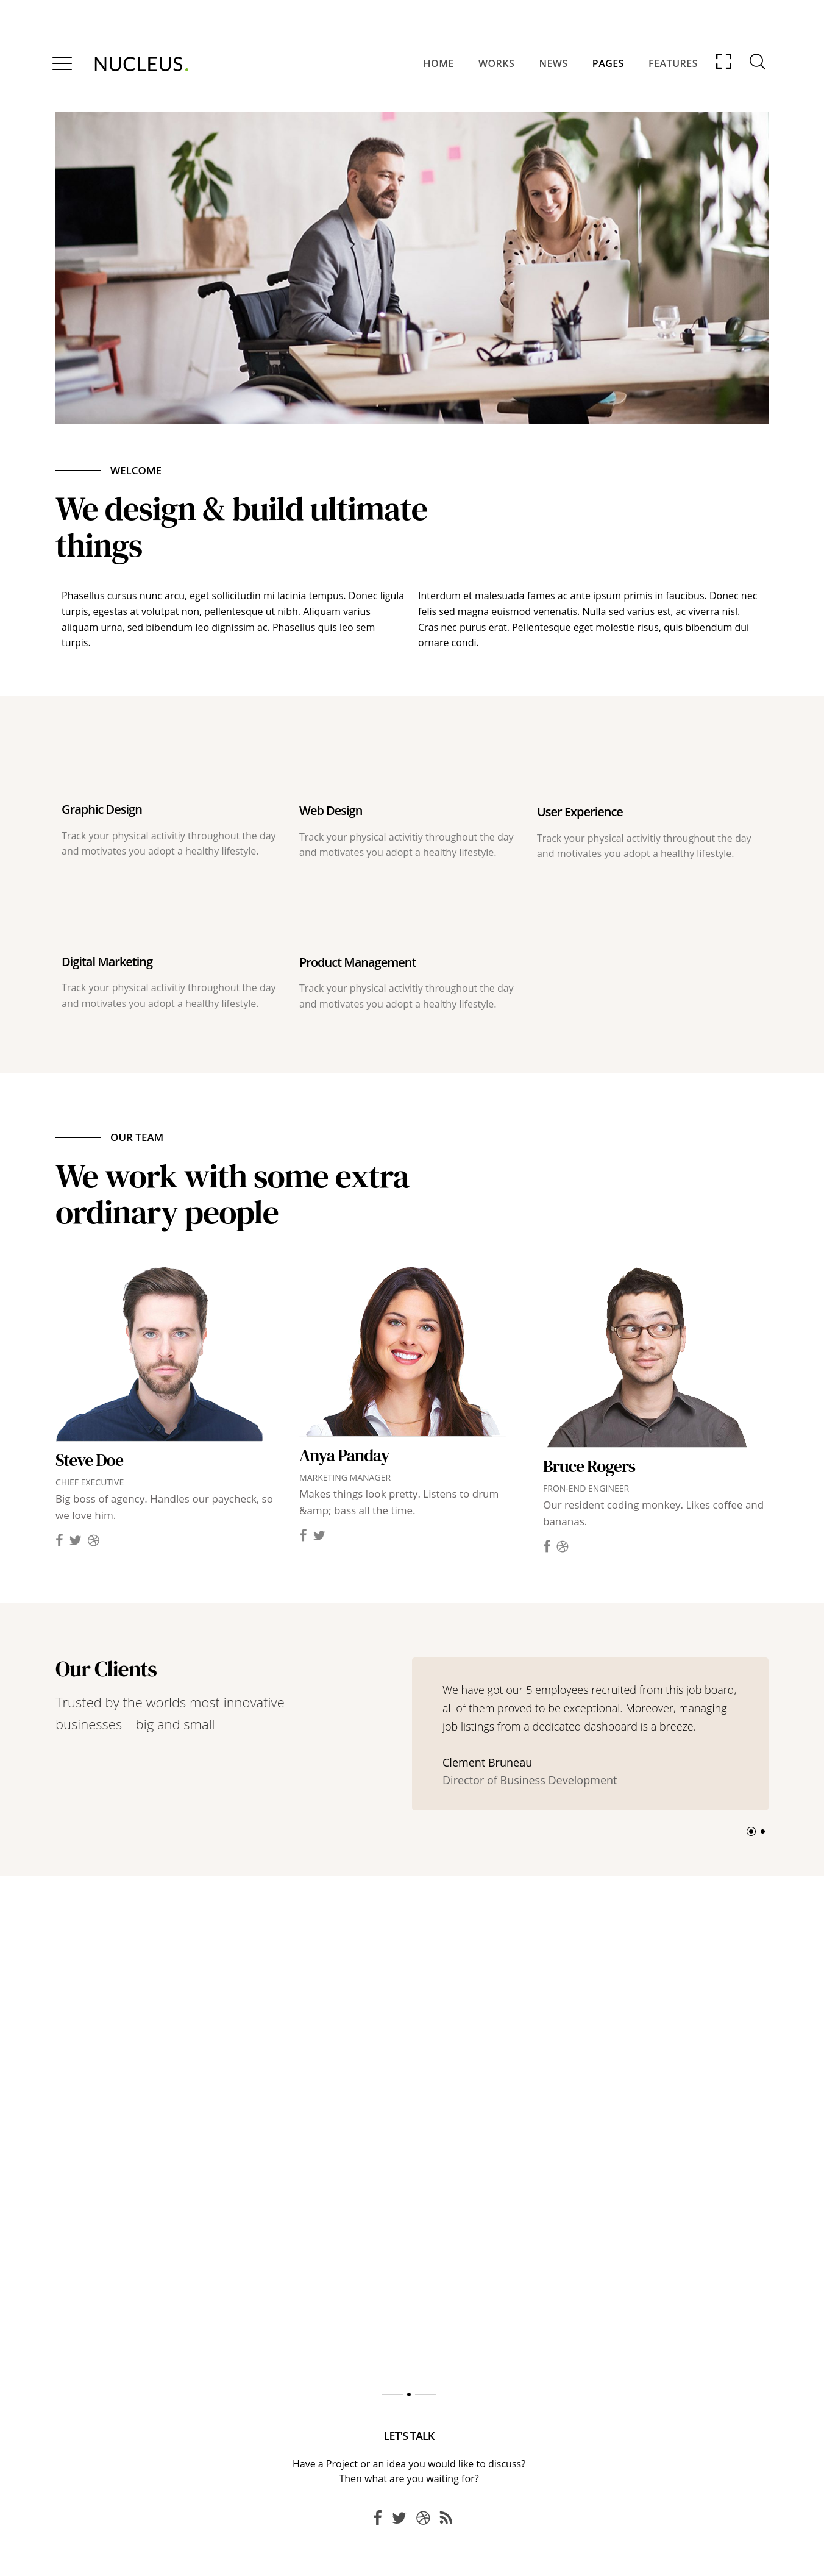 NUCLEUS.
HOME WORKS NEWS PAGES FEATURES
WELCOME
We design & build ultimate
things
Phasellus cursus nunc arcu, eget sollicitudin mi lacinia tempus. Donec ligula
turpis, egestas at volutpat non, pellentesque ut nibh. Aliquam varius
aliquam urna, sed bibendum leo dignissim ac. Phasellus quis leo sem
turpis.
Interdum et malesuada fames ac ante ipsum primis in faucibus. Donec nec
felis sed magna euismod venenatis. Nulla sed varius est, ac viverra nisl.
Cras nec purus erat. Pellentesque eget molestie risus, quis bibendum dui
ornare condi.
Graphic Design
Track your physical activitiy throughout the day
and motivates you adopt a healthy lifestyle.
Web Design
Track your physical activitiy throughout the day
and motivates you adopt a healthy lifestyle.
User Experience
Track your physical activitiy throughout the day
and motivates you adopt a healthy lifestyle.
Digital Marketing
Track your physical activitiy throughout the day
and motivates you adopt a healthy lifestyle.
Product Management
Track your physical activitiy throughout the day
and motivates you adopt a healthy lifestyle.
OUR TEAM
We work with some extra
ordinary people
Steve Doe
CHIEF EXECUTIVE
Big boss of agency. Handles our paycheck, so
we love him.
Anya Panday
MARKETING MANAGER
Makes things look pretty. Listens to drum
&amp; bass all the time.
Bruce Rogers
FRON-END ENGINEER
Our resident coding monkey. Likes coffee and
bananas.
Our Clients
Trusted by the worlds most innovative
businesses – big and small
We have got our 5 employees recruited from this job board,
all of them proved to be exceptional. Moreover, managing
job listings from a dedicated dashboard is a breeze.
Clement Bruneau
Director of Business Development
LET'S TALK
Have a Project or an idea you would like to discuss?
Then what are you waiting for?